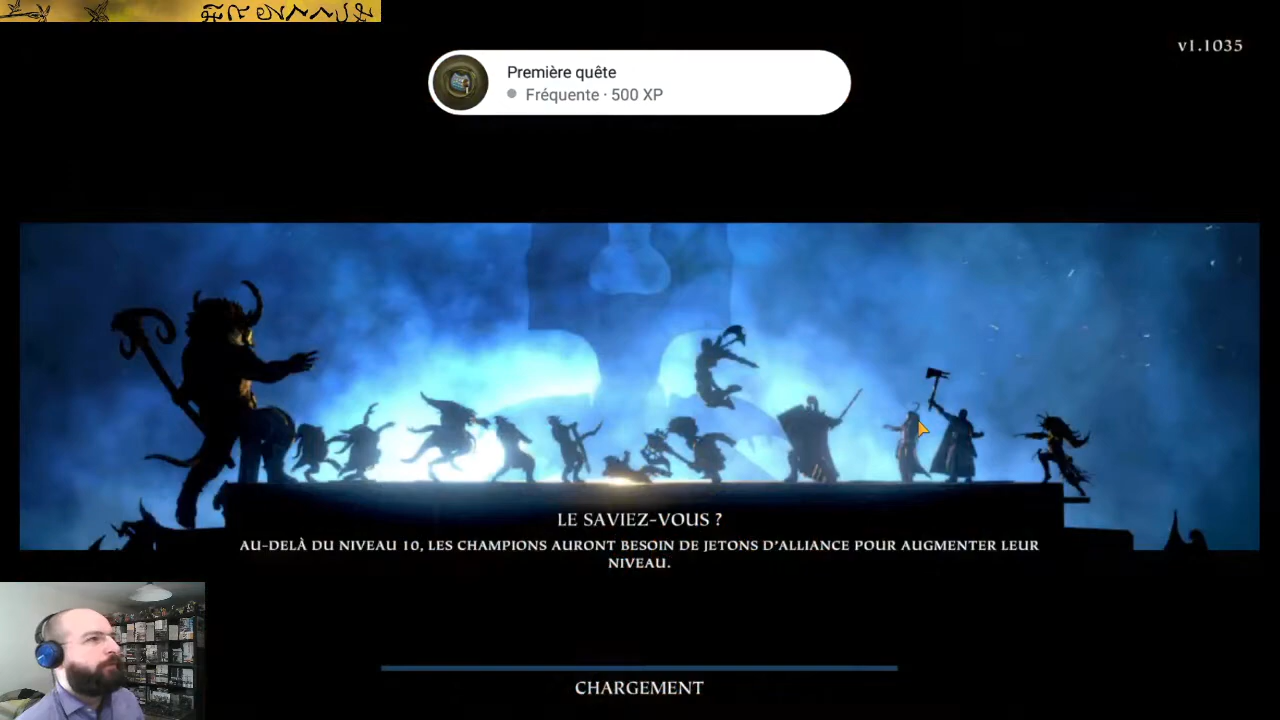 v1.1035
Première quête
Fréquente · 500 XP
LE SAVIEZ-VOUS ?
AU-DELÀ DU NIVEAU 10, LES CHAMPIONS AURONT BESOIN DE JETONS D'ALLIANCE POUR AUGMENTER LEUR
NIVEAU.
CHARGEMENT